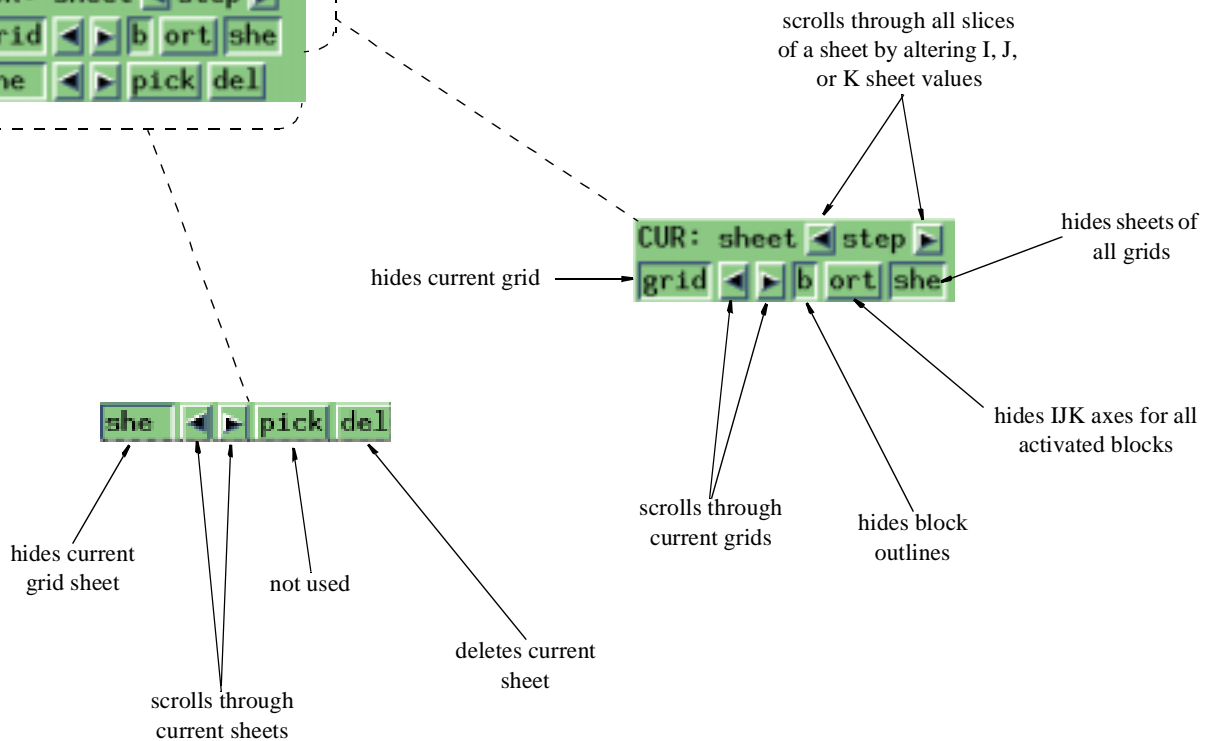 sheet step
rid b ort she
he pick del
scrolls through all slices
of a sheet by altering I, J,
or K sheet values
CUR: sheet step
grid b ort she
hides sheets of
all grids
hides current grid
hides IJK axes for all
activated blocks
scrolls through
current grids
hides block
outlines
she pick del
hides current
grid sheet
not used
deletes current
sheet
scrolls through
current sheets